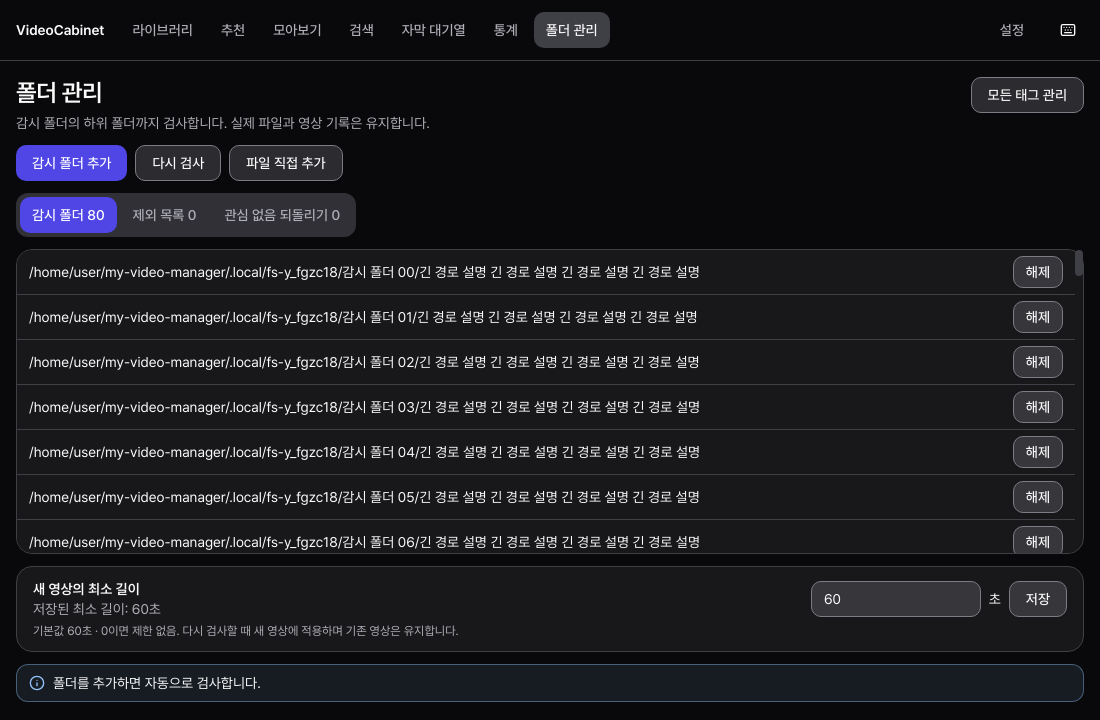 VideoCabinet 라이브러리 추천 모아보기 검색 자막 대기열 통계 폴더 관리 설정
폴더 관리
모든 태그 관리
감시 폴더의 하위 폴더까지 검사합니다. 실제 파일과 영상 기록은 유지합니다.
감시 폴더 추가 다시 검사 파일 직접 추가
감시 폴더 80 제외 목록 0 관심 없음 되돌리기 0
/home/user/my-video-manager/.local/fs-y_fgzc18/감시 폴더 00/긴 경로 설명 긴 경로 설명 긴 경로 설명 긴 경로 설명 해제
/home/user/my-video-manager/.local/fs-y_fgzc18/감시 폴더 01/긴 경로 설명 긴 경로 설명 긴 경로 설명 긴 경로 설명 해제
/home/user/my-video-manager/.local/fs-y_fgzc18/감시 폴더 02/긴 경로 설명 긴 경로 설명 긴 경로 설명 긴 경로 설명 해제
/home/user/my-video-manager/.local/fs-y_fgzc18/감시 폴더 03/긴 경로 설명 긴 경로 설명 긴 경로 설명 긴 경로 설명 해제
/home/user/my-video-manager/.local/fs-y_fgzc18/감시 폴더 04/긴 경로 설명 긴 경로 설명 긴 경로 설명 긴 경로 설명 해제
/home/user/my-video-manager/.local/fs-y_fgzc18/감시 폴더 05/긴 경로 설명 긴 경로 설명 긴 경로 설명 긴 경로 설명 해제
/home/user/my-video-manager/.local/fs-y_fgzc18/감시 폴더 06/긴 경로 설명 긴 경로 설명 긴 경로 설명 긴 경로 설명 해제
새 영상의 최소 길이
저장된 최소 길이: 60초
기본값 60초 · 0이면 제한 없음. 다시 검사할 때 새 영상에 적용하며 기존 영상은 유지합니다.
60 초 저장
폴더를 추가하면 자동으로 검사합니다.